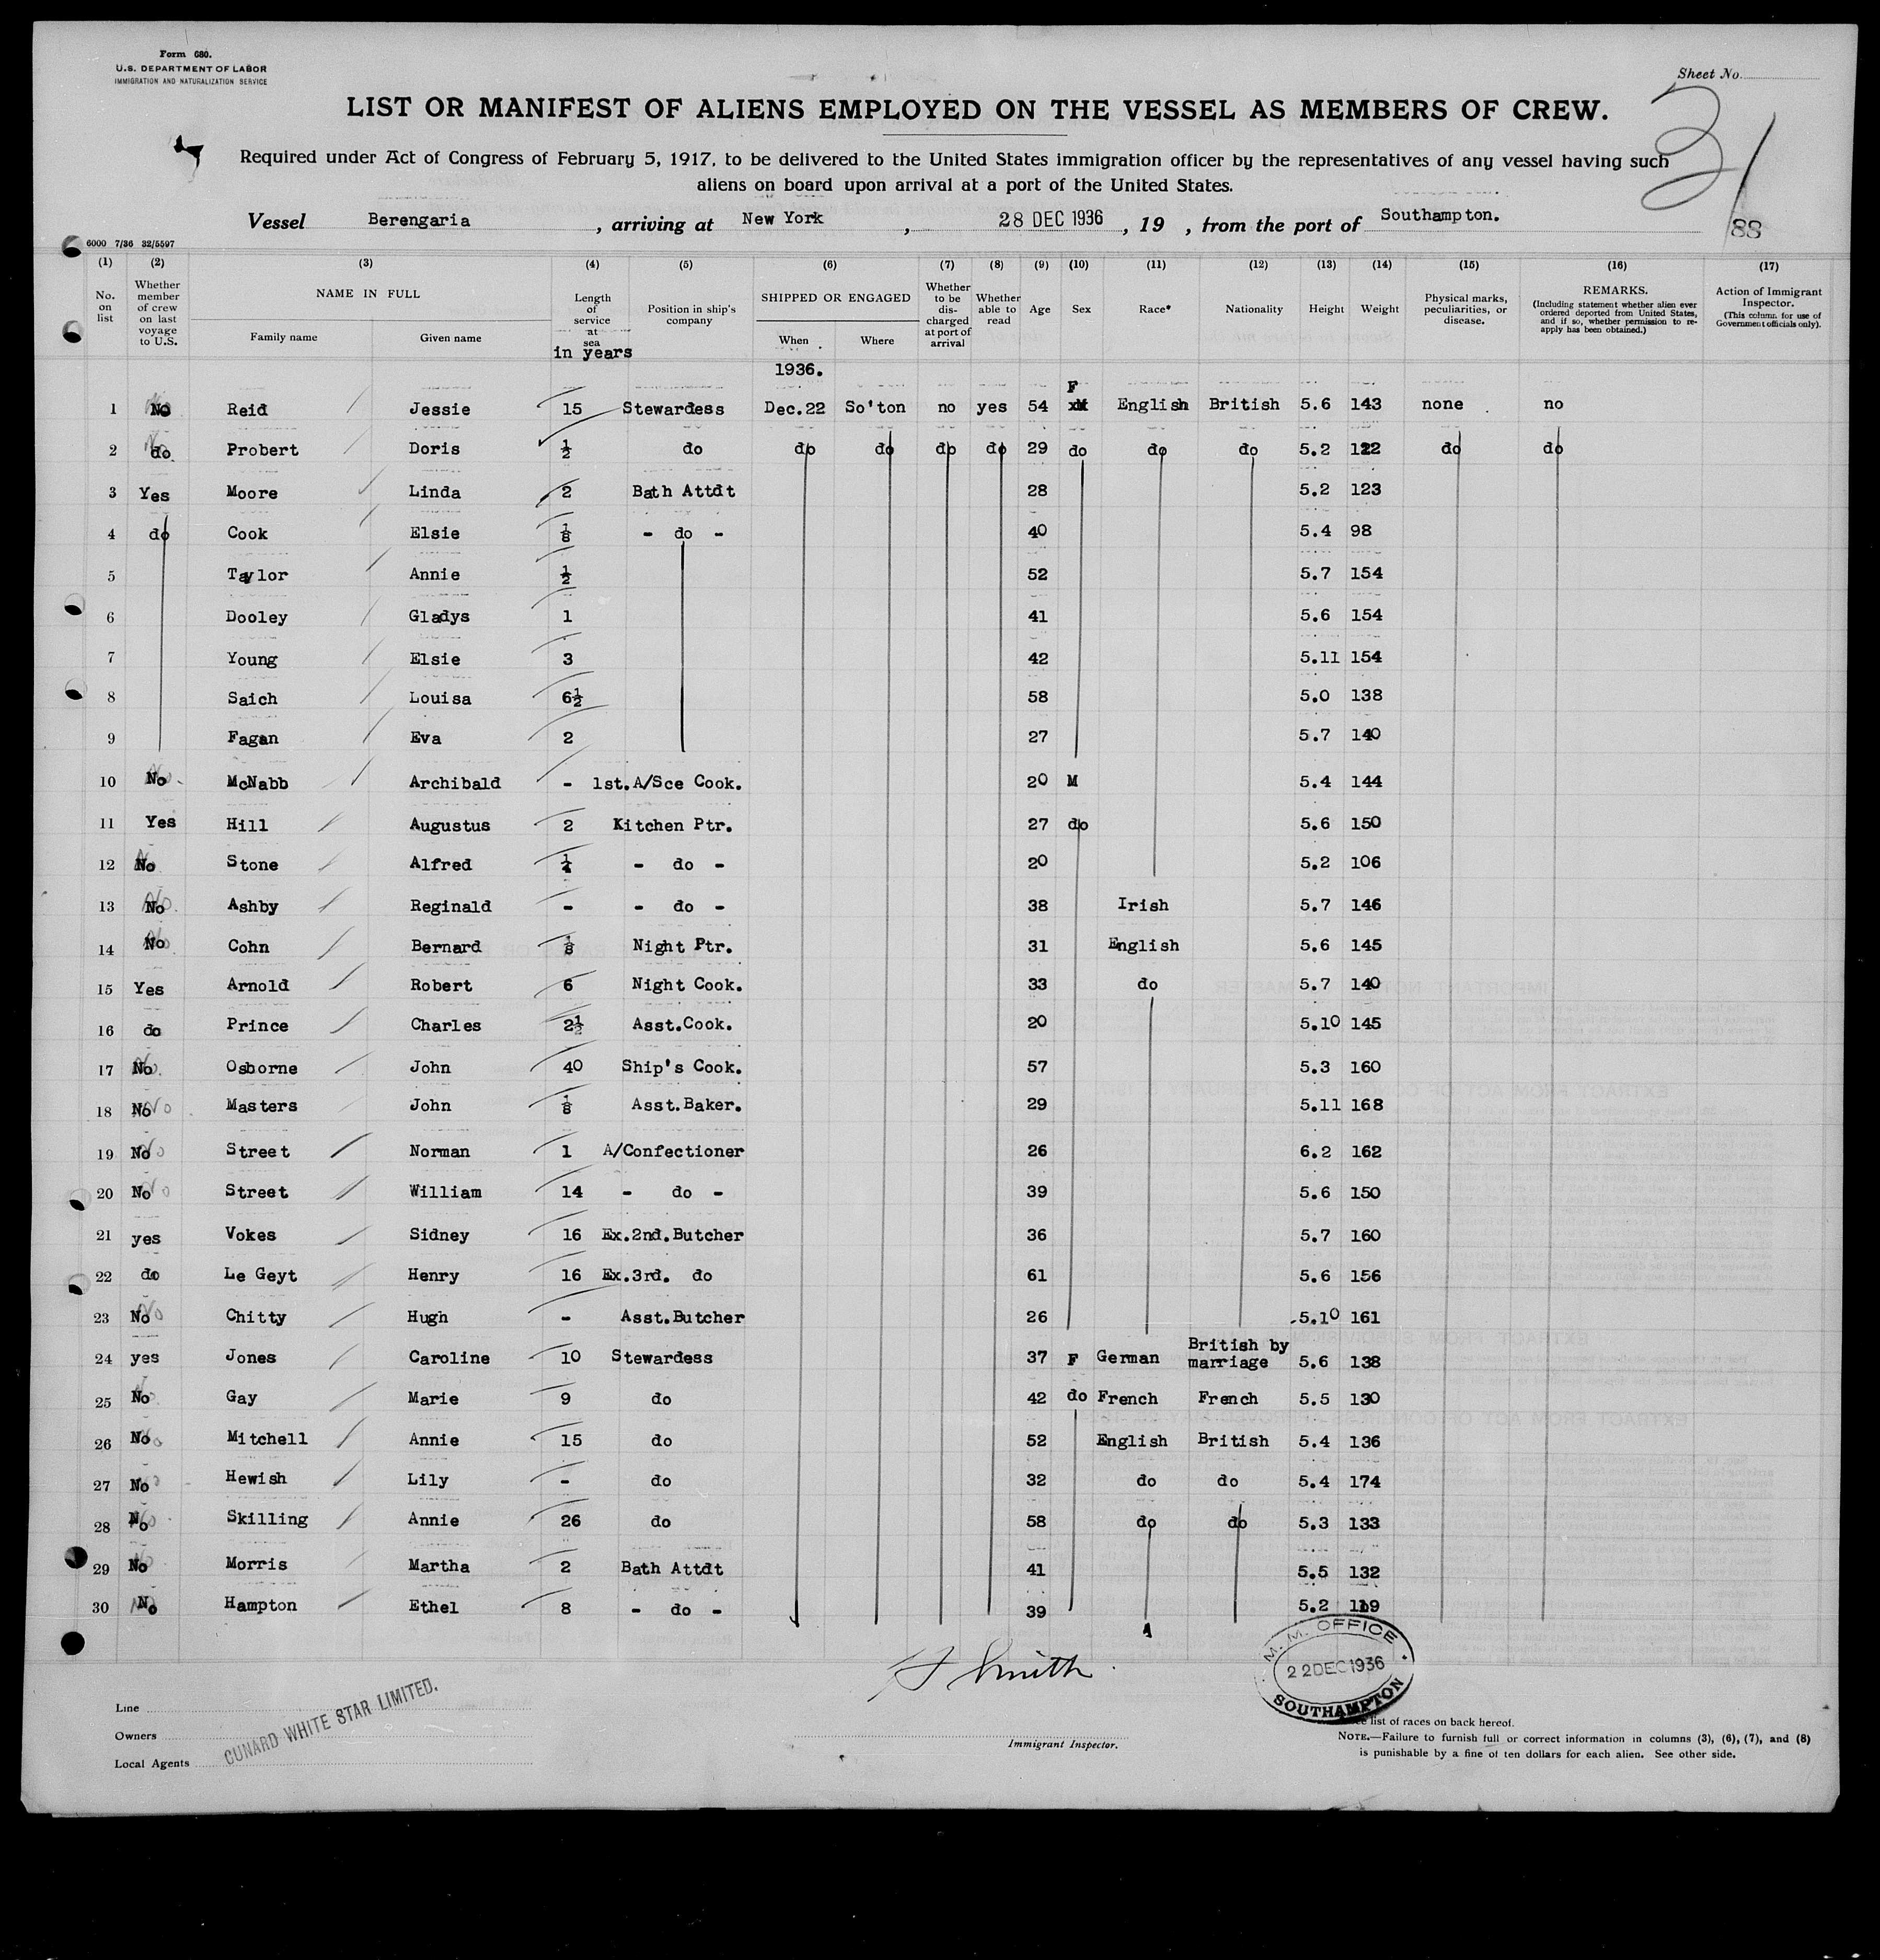 Form 680.
U.S. DEPARTMENT OF LABOR
IMMIGRATION AND NATURALIZATION SERVICE
Sheet No.
31
LIST OR MANIFEST OF ALIENS EMPLOYED ON THE VESSEL AS MEMBERS OF CREW.
Required under Act of Congress of February 5, 1917, to be delivered to the United States immigration officer by the representatives of any vessel having such
aliens on board upon arrival at a port of the United States.
Vessel Berengaria , arriving at New York , 28 DEC 1936 , 19 , from the port of Southampton.
88
6000 7/36 32/5597
(1) (2) (3) (4) (5) (6) (7) (8) (9) (10) (11) (12) (13) (14) (15) (16) (17)
No. on list | Whether member of crew on last voyage to U.S. | NAME IN FULL Family name Given name | Length of service at sea in years | Position in ship's company | SHIPPED OR ENGAGED When Where | Whether to be discharged at port of arrival | Whether able to read | Age | Sex | Race* | Nationality | Height | Weight | Physical marks, peculiarities, or disease. | REMARKS. (Including statement whether alien ever ordered deported from United States, and if so, whether permission to re-apply has been obtained.) | Action of Immigrant Inspector. (This column for use of Government officials only).
1936.
1 No Reid Jessie 15 Stewardess Dec.22 So'ton no yes 54 F xM English British 5.6 143 none no
2 do Probert Doris ½ do do do do do 29 do do do 5.2 122 do do
3 Yes Moore Linda 2 Bath Attdt 28 5.2 123
4 do Cook Elsie ⅛ - do - 40 5.4 98
5 Taylor Annie ½ 52 5.7 154
6 Dooley Gladys 1 41 5.6 154
7 Young Elsie 3 42 5.11 154
8 Saich Louisa 6½ 58 5.0 138
9 Fagan Eva 2 27 5.7 140
10 No McNabb Archibald - 1st.A/Sce Cook. 20 M 5.4 144
11 Yes Hill Augustus 2 Kitchen Ptr. 27 do 5.6 150
12 No Stone Alfred ¼ - do - 20 5.2 106
13 No Ashby Reginald - - do - 38 Irish 5.7 146
14 No Cohn Bernard ⅛ Night Ptr. 31 English 5.6 145
15 Yes Arnold Robert 6 Night Cook. 33 do 5.7 140
16 do Prince Charles 2½ Asst.Cook. 20 5.10 145
17 No Osborne John 40 Ship's Cook. 57 5.3 160
18 No Masters John ⅛ Asst.Baker. 29 5.11 168
19 No Street Norman 1 A/Confectioner 26 6.2 162
20 No Street William 14 - do - 39 5.6 150
21 yes Vokes Sidney 16 Ex.2nd.Butcher 36 5.7 160
22 do Le Geyt Henry 16 Ex.3rd. do 61 5.6 156
23 No Chitty Hugh - Asst.Butcher 26 5.10 161
24 yes Jones Caroline 10 Stewardess 37 F German British by marriage 5.6 138
25 No Gay Marie 9 do 42 do French French 5.5 130
26 No Mitchell Annie 15 do 52 English British 5.4 136
27 No Hewish Lily - do 32 do do 5.4 174
28 No Skilling Annie 26 do 58 do do 5.3 133
29 No Morris Martha 2 Bath Attdt 41 5.5 132
30 No Hampton Ethel 8 - do - 39 5.2 119
Smith
M. M. OFFICE
22 DEC 1936
SOUTHAMPTON
Line
Owners
Local Agents
CUNARD WHITE STAR LIMITED.
Immigrant Inspector.
list of races on back hereof.
NOTE.—Failure to furnish full or correct information in columns (3), (6), (7), and (8)
is punishable by a fine of ten dollars for each alien. See other side.